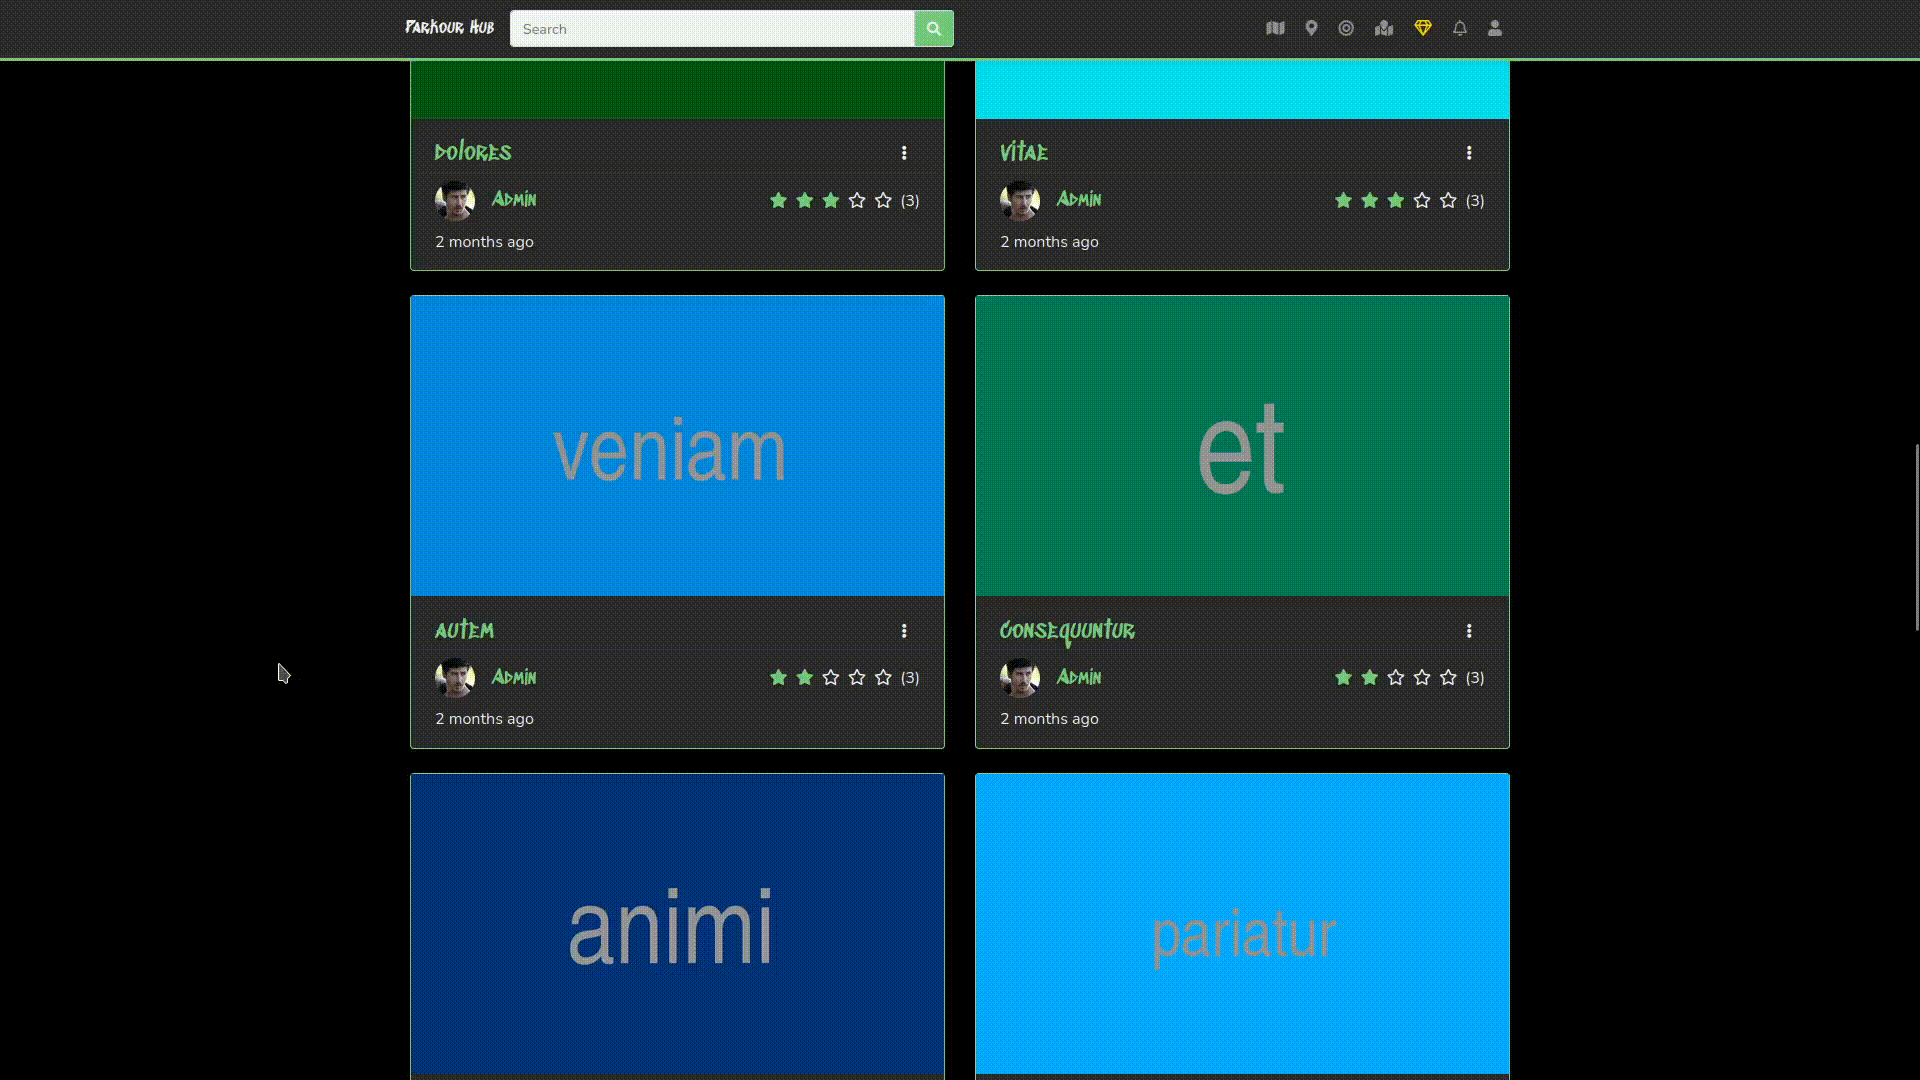 Parkour Hub Search
Dolores
Admin (3)
2 months ago
Vitae
Admin (3)
2 months ago
veniam
Autem
Admin (3)
2 months ago
et
Consequuntur
Admin (3)
2 months ago
animi
pariatur